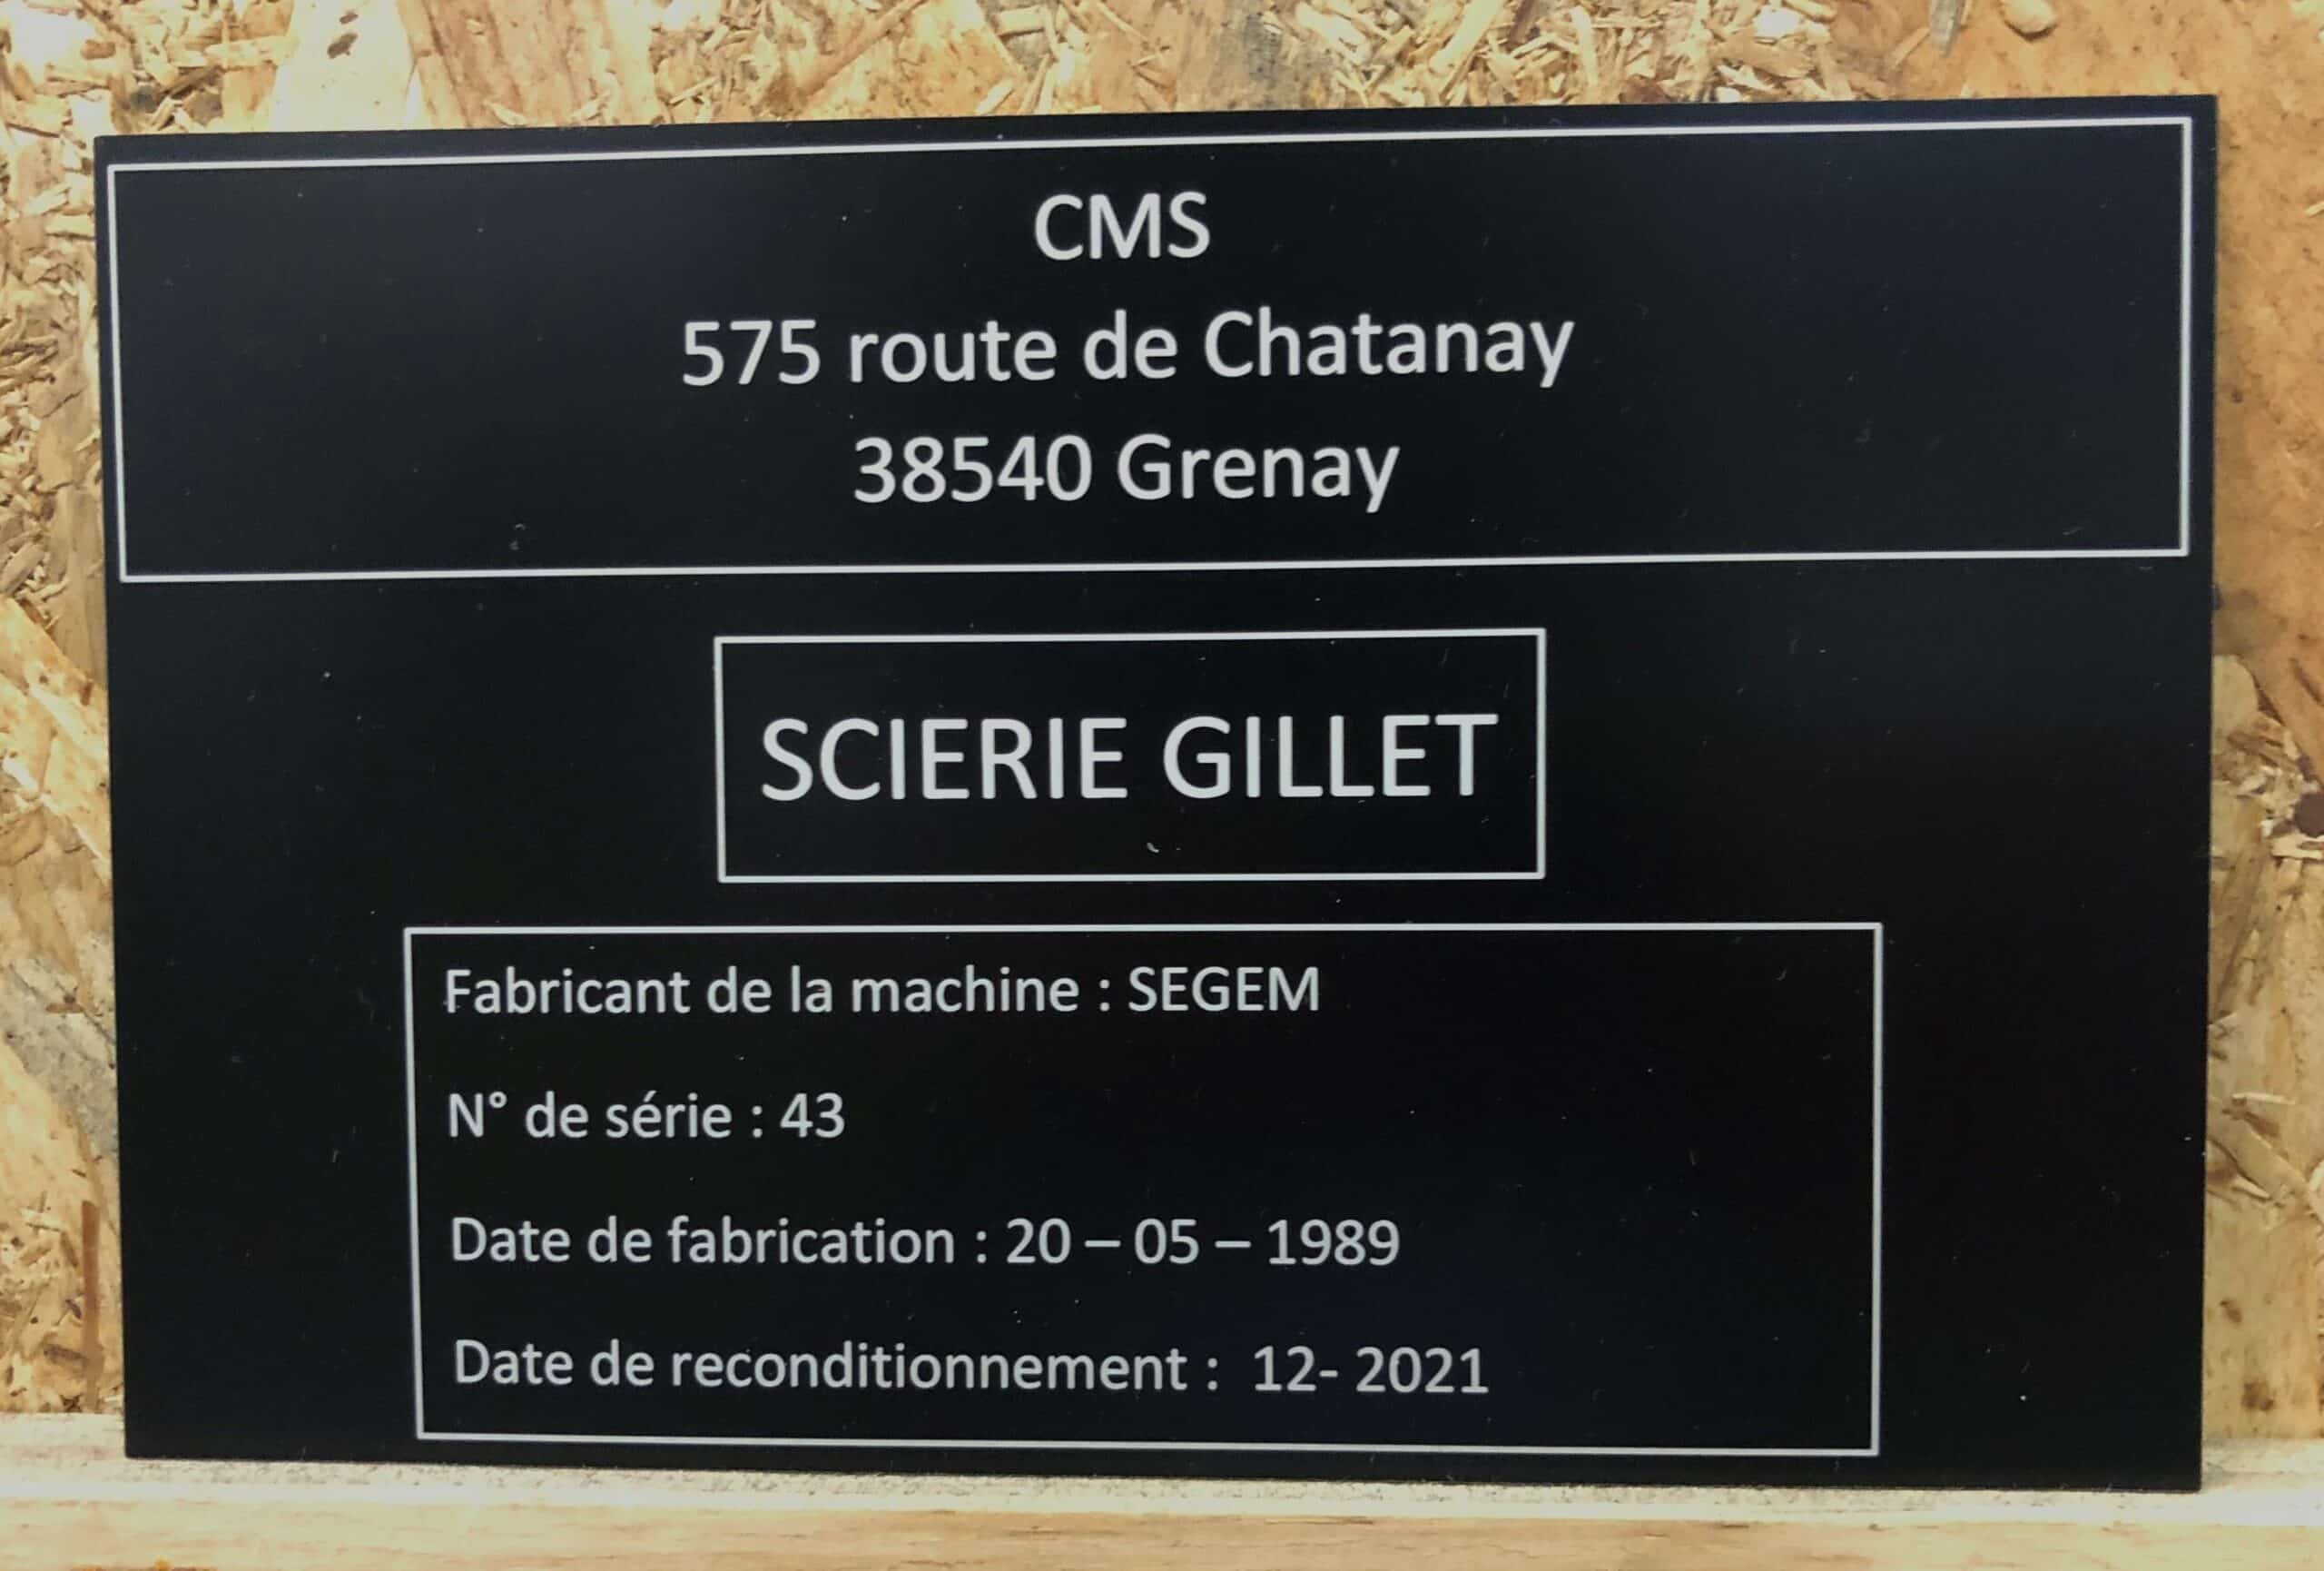 CMS
575 route de Chatanay
38540 Grenay
SCIERIE GILLET
Fabricant de la machine : SEGEM
N° de série : 43
Date de fabrication : 20 – 05 – 1989
Date de reconditionnement :  12- 2021